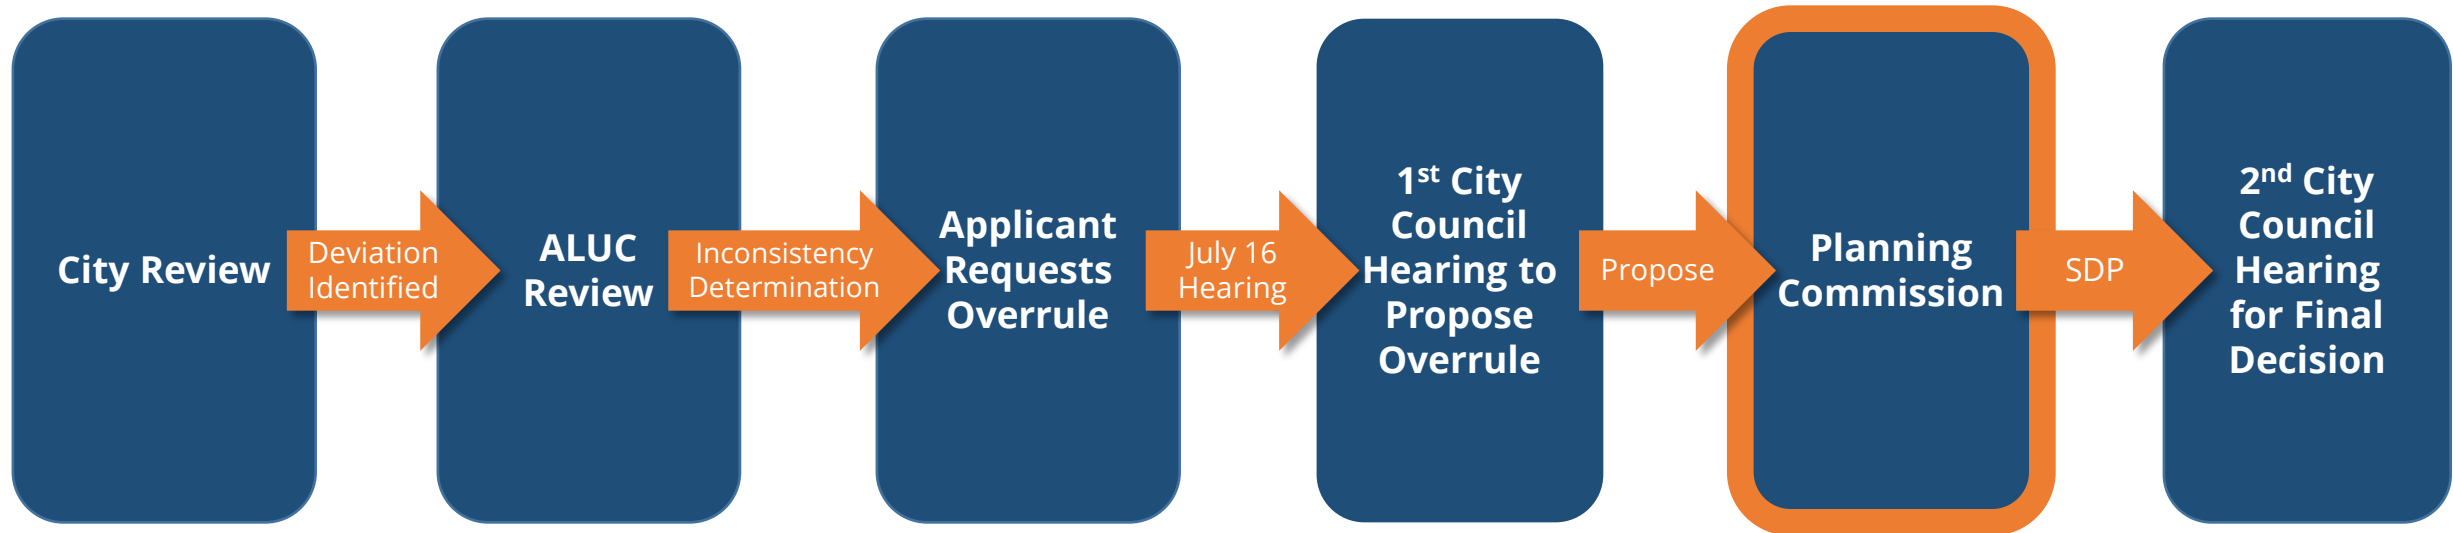 City Review
Deviation
Identified
ALUC
Review
Inconsistency
Determination
Applicant
Requests
Overrule
July 16
Hearing
1st City
Council
Hearing to
Propose
Overrule
Propose
Planning
Commission
SDP
2nd City
Council
Hearing
for Final
Decision